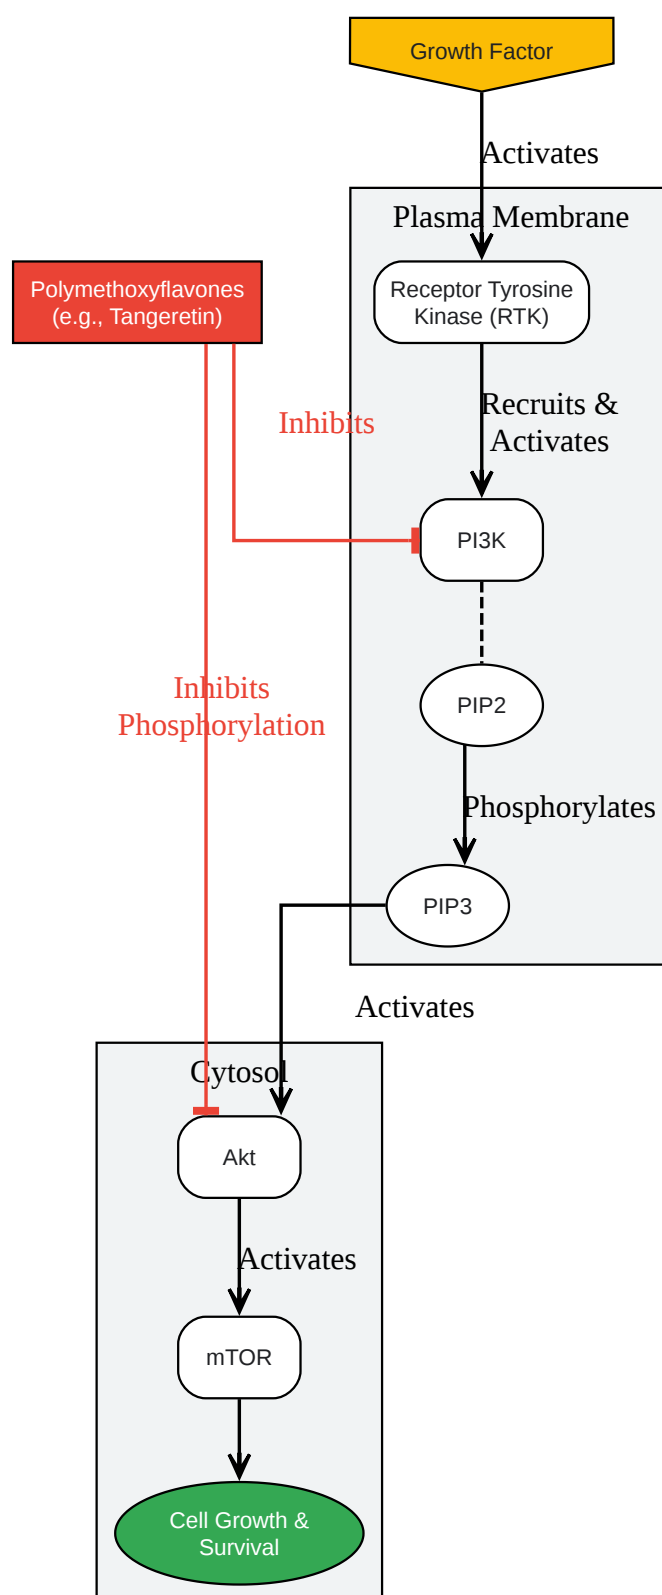 Growth Factor
Activates
Plasma Membrane
Polymethoxyflavones
(e.g., Tangeretin)
Receptor Tyrosine
Kinase (RTK)
Inhibits
Recruits &
Activates
PI3K
Inhibits
Phosphorylation
PIP2
Phosphorylates
PIP3
Activates
Cytosol
Akt
Activates
mTOR
Cell Growth &
Survival